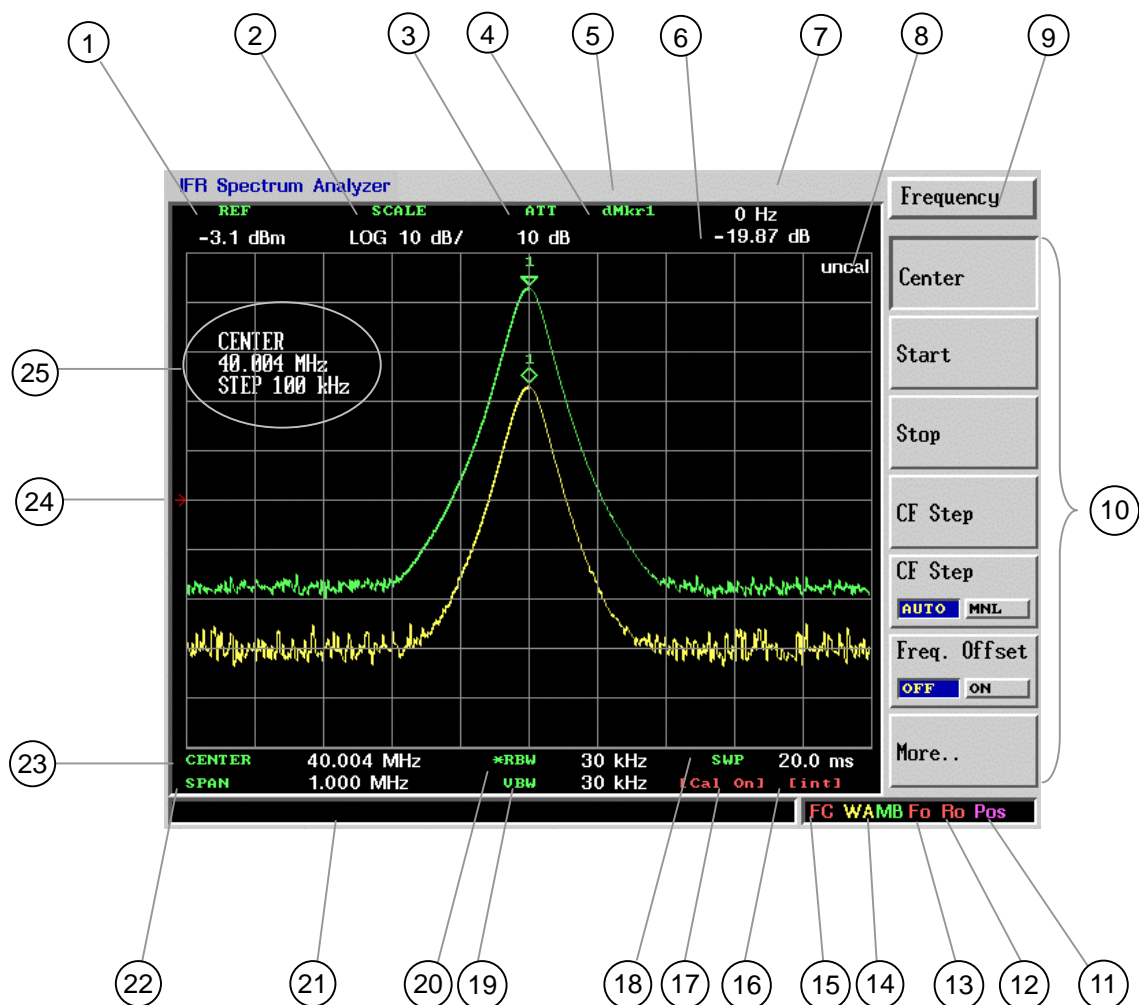 1 2 3 4 5 6 7 8 9
IFR Spectrum Analyzer
Frequency
REF SCALE ATT dMkr1 0 Hz
-3.1 dBm LOG 10 dB/ 10 dB -19.87 dB
1
uncal
Center
CENTER
40.004 MHz
STEP 100 kHz
25
1
Start
Stop
24
CF Step
10
CF Step
AUTO MNL
Freq. Offset
OFF ON
More..
23
CENTER 40.004 MHz *RBW 30 kHz SWP 20.0 ms
SPAN 1.000 MHz VBW 30 kHz [Cal On] [int]
FC WAMB Fo Ro Pos
22 21 20 19 18 17 16 15 14 13 12 11